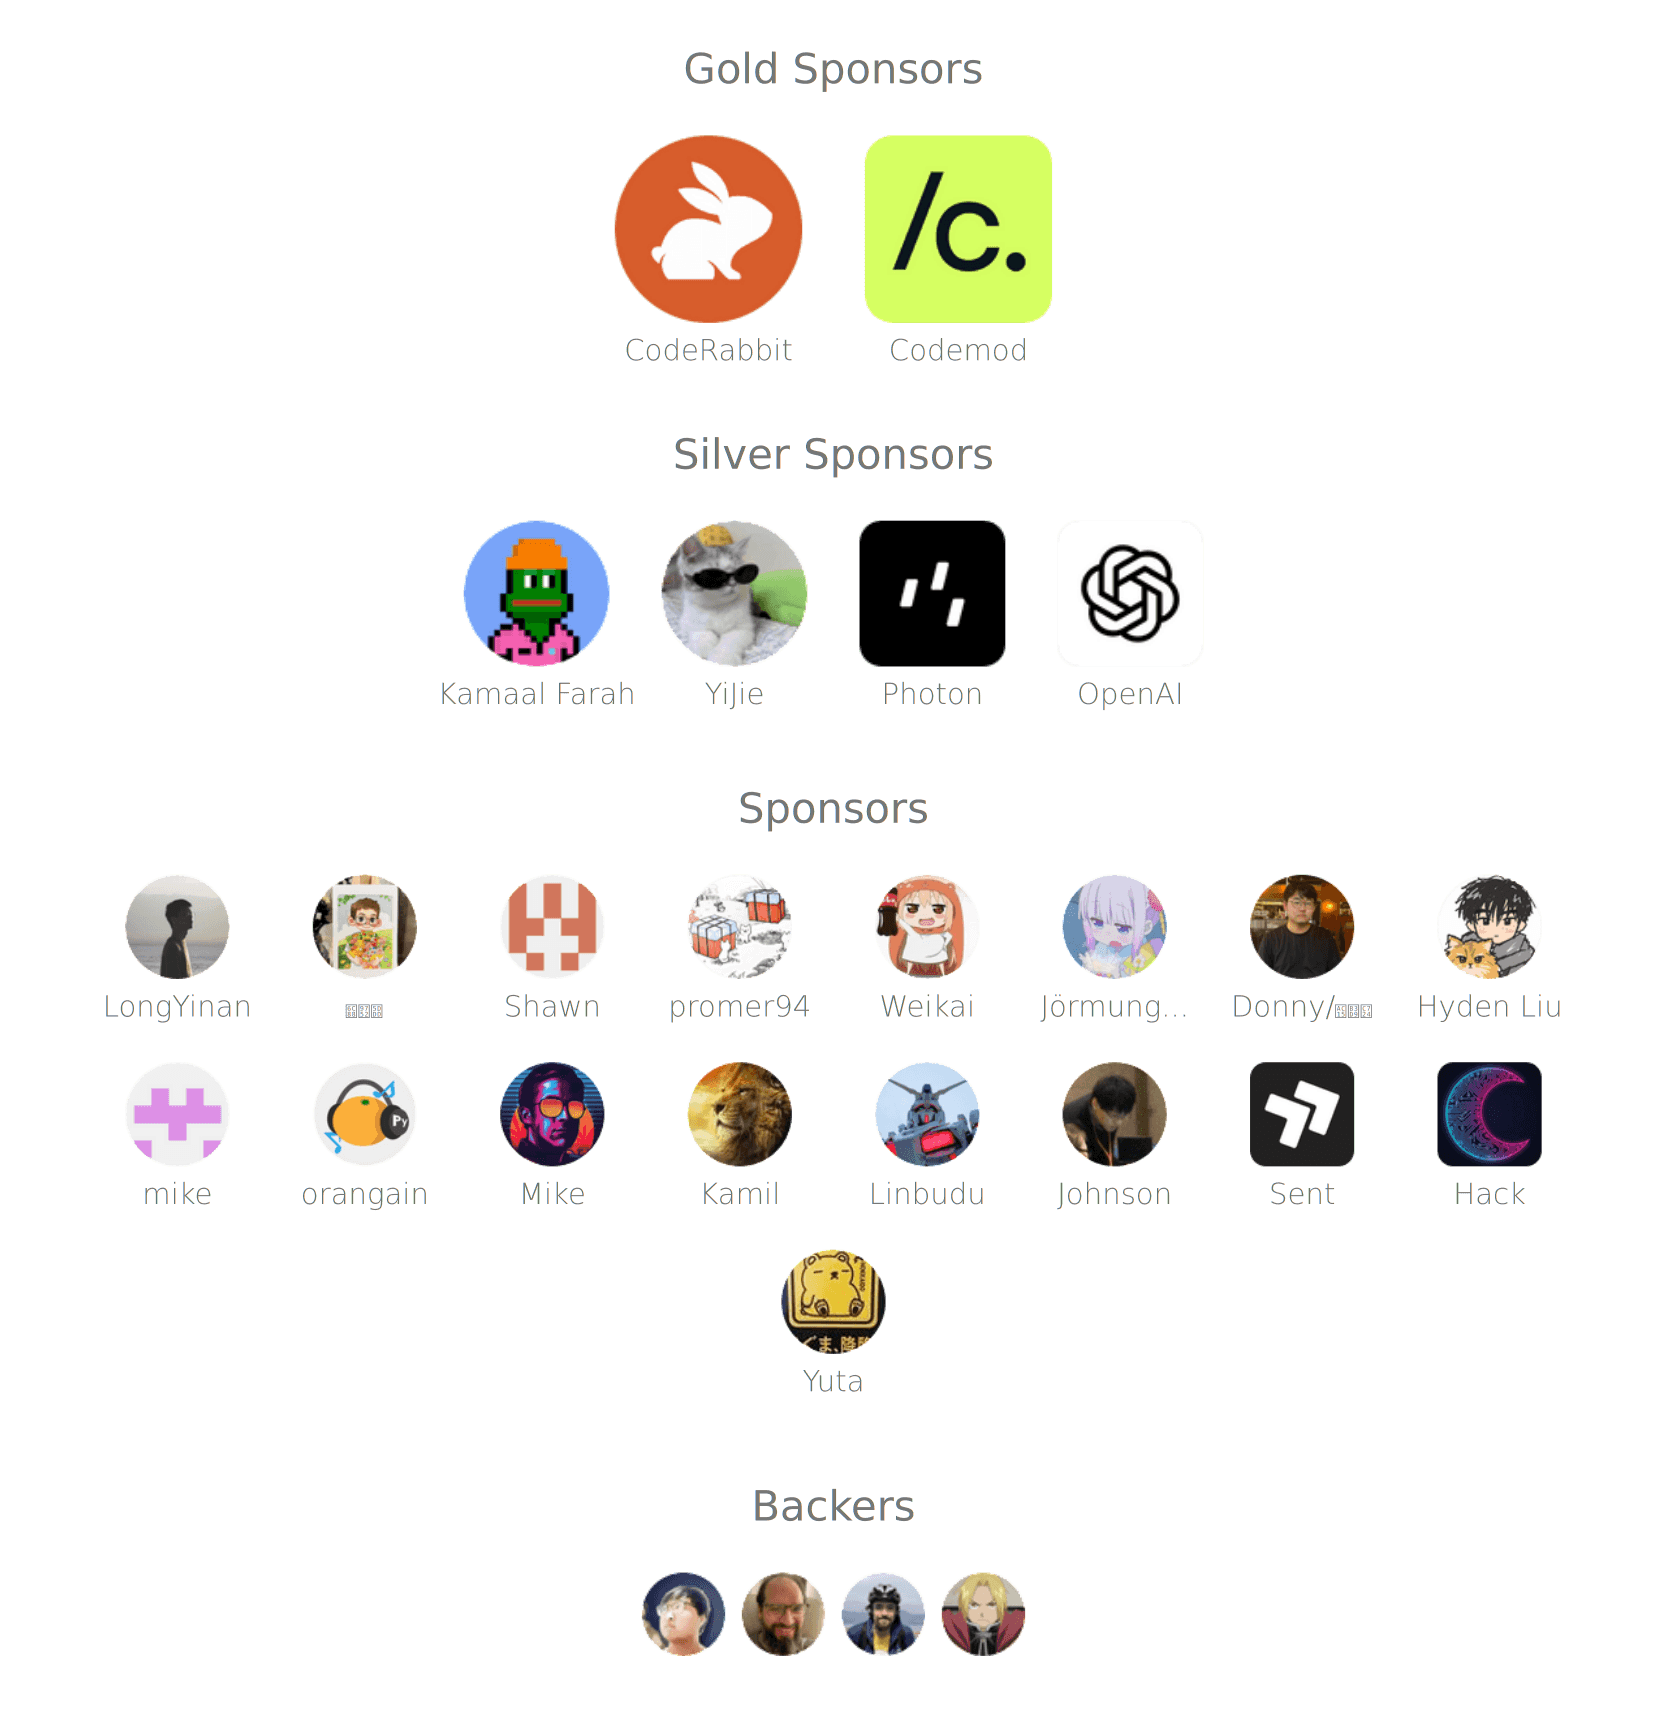 Gold Sponsors
/c.
CodeRabbit
Codemod
Silver Sponsors
Kamaal Farah
YiJie
Photon
OpenAI
Sponsors
LongYinan
Shawn
promer94
Weikai
Jörmung...
Donny/
Hyden Liu
Py
mike
orangain
Mike
Kamil
Linbudu
Johnson
Sent
Hack
Yuta
Backers